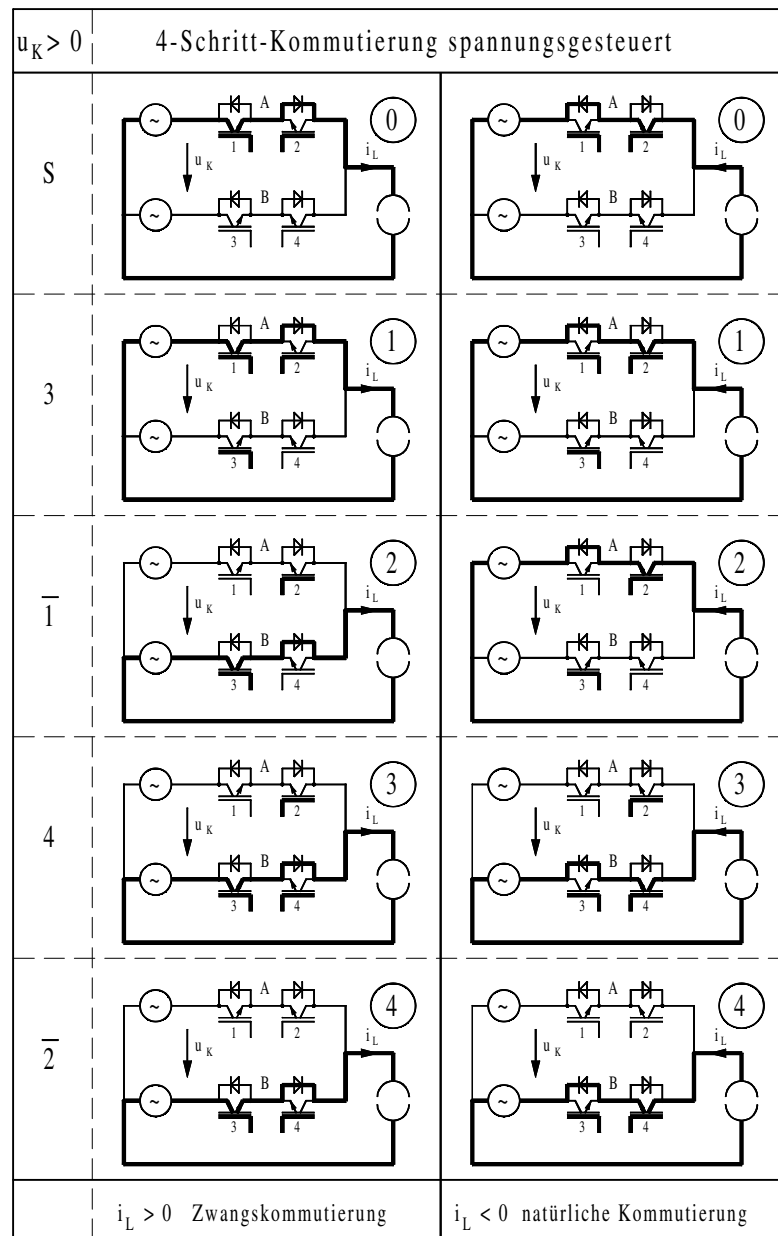 u_K > 0 4-Schritt-Kommutierung spannungsgesteuert
S
A 0 A 0
1 2 i_L 1 2 i_L
u_K u_K
B B
3 4 3 4
~ ~
~ ~
3
A 1 A 1
1 2 i_L 1 2 i_L
u_K u_K
B B
3 4 3 4
~ ~
~ ~
1̅
A 2 A 2
1 2 i_L 1 2 i_L
u_K u_K
B B
3 4 3 4
~ ~
~ ~
4
A 3 A 3
1 2 i_L 1 2 i_L
u_K u_K
B B
3 4 3 4
~ ~
~ ~
2̅
A 4 A 4
1 2 i_L 1 2 i_L
u_K u_K
B B
3 4 3 4
~ ~
~ ~
i_L > 0 Zwangskommutierung i_L < 0 natürliche Kommutierung